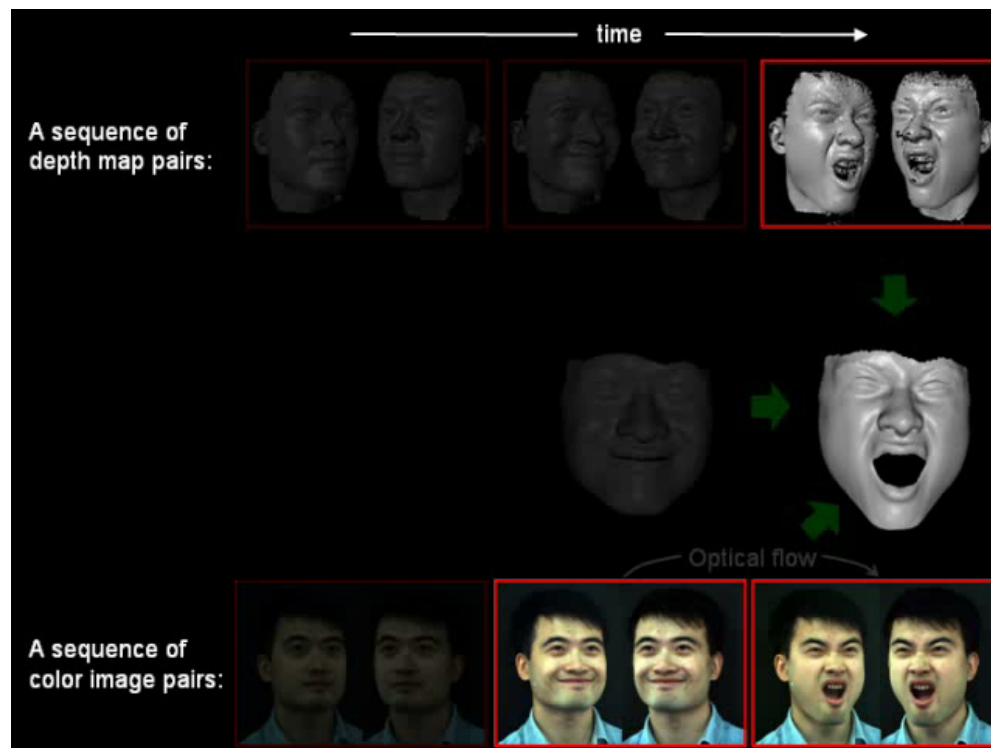 time
A sequence of
depth map pairs:
Optical flow
A sequence of
color image pairs: